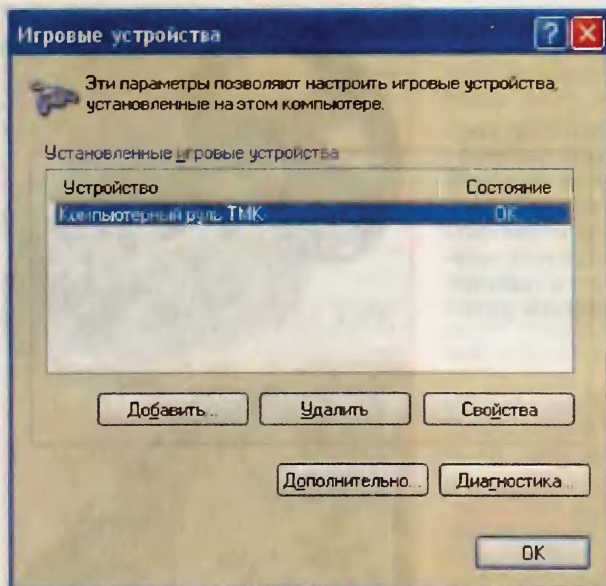 Игровые устройства
Эти параметры позволяют настроить игровые устройства,
установленные на этом компьютере.
Установленные игровые устройства
Устройство Состояние
Компьютерный руль ТМК OK
Добавить... Удалить Свойства
Дополнительно... Диагностика...
OK